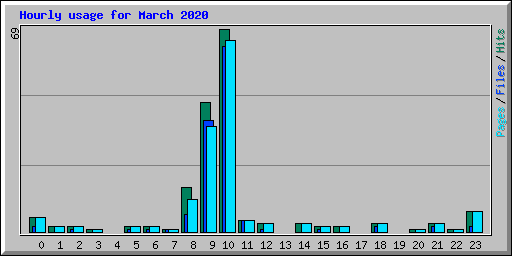 Hourly usage for March 2020
69
Pages/Files/Hits
0 1 2 3 4 5 6 7 8 9 10 11 12 13 14 15 16 17 18 19 20 21 22 23